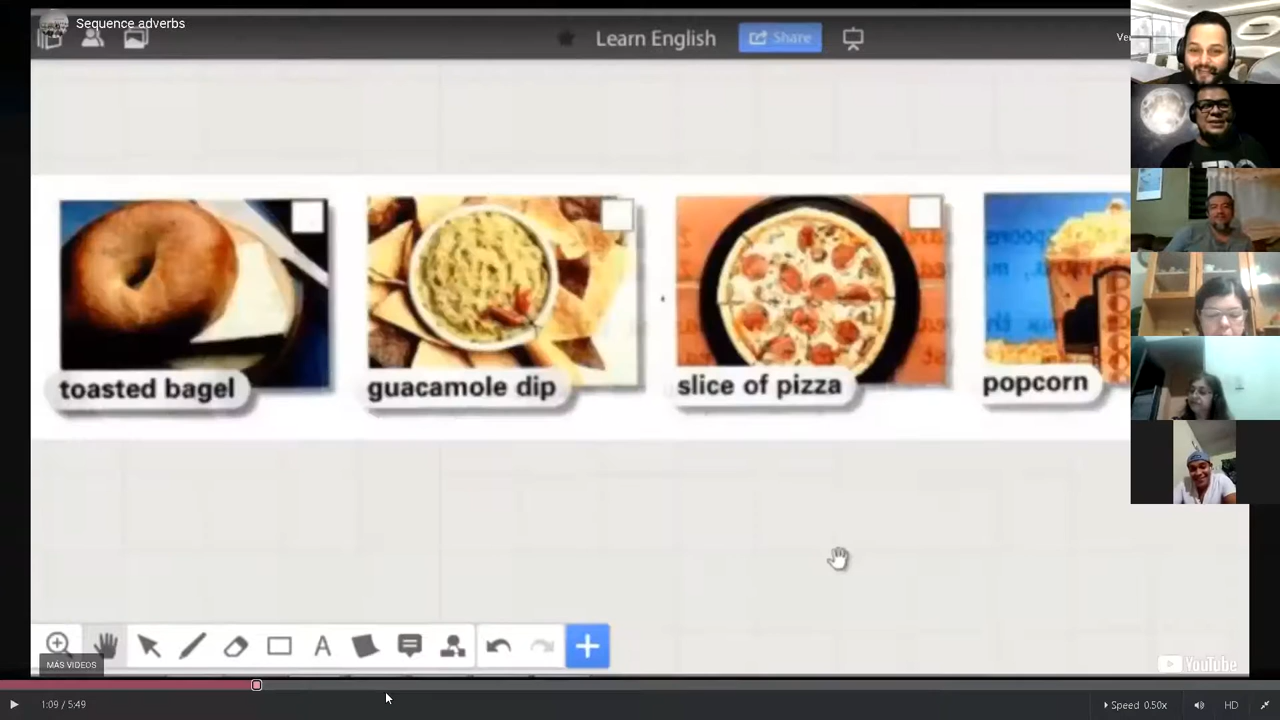 Sequence adverbs
Learn English
Share
Ve
toasted bagel
guacamole dip
slice of pizza
popcorn
MÁS VIDEOS
YouTube
1:09 / 5:49
Speed 0.50x
HD